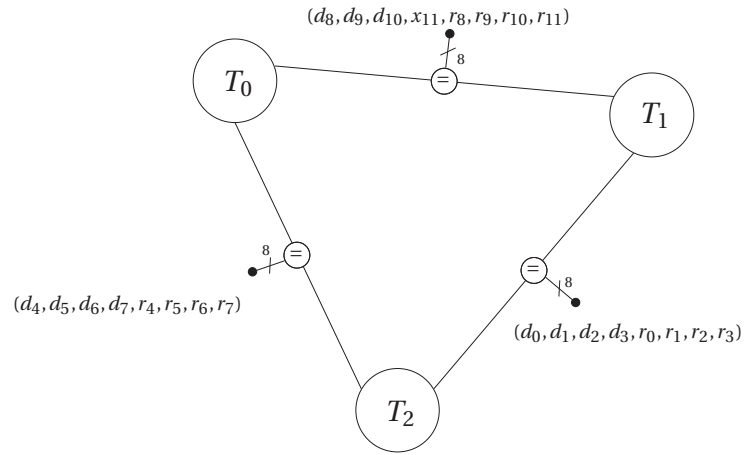 (d₈, d₉, d₁₀, x₁₁, r₈, r₉, r₁₀, r₁₁)
8
=
T₀
T₁
8
=
=
8
(d₄, d₅, d₆, d₇, r₄, r₅, r₆, r₇)
(d₀, d₁, d₂, d₃, r₀, r₁, r₂, r₃)
T₂